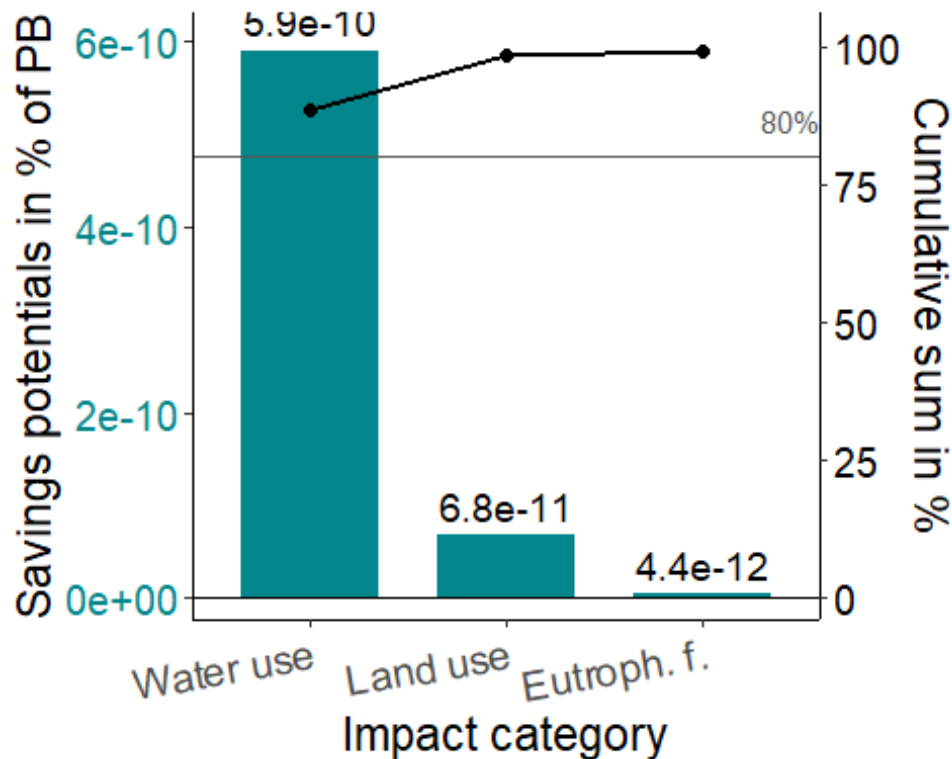 Savings potentials in % of PB
6e-10
4e-10
2e-10
0e+00
5.9e-10
6.8e-11
4.4e-12
80%
100
75
50
25
0
Cumulative sum in %
Water use
Land use
Eutroph. f.
Impact category